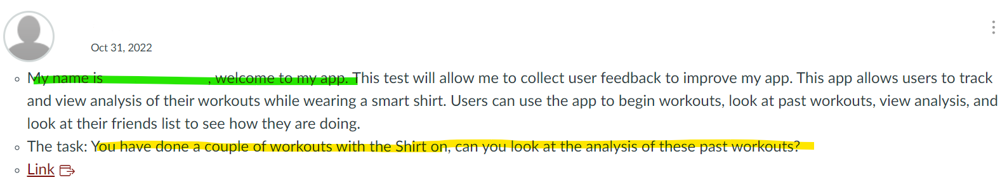 Oct 31, 2022
My name is , welcome to my app. This test will allow me to collect user feedback to improve my app. This app allows users to track
and view analysis of their workouts while wearing a smart shirt. Users can use the app to begin workouts, look at past workouts, view analysis, and
look at their friends list to see how they are doing.
The task: You have done a couple of workouts with the Shirt on, can you look at the analysis of these past workouts?
Link